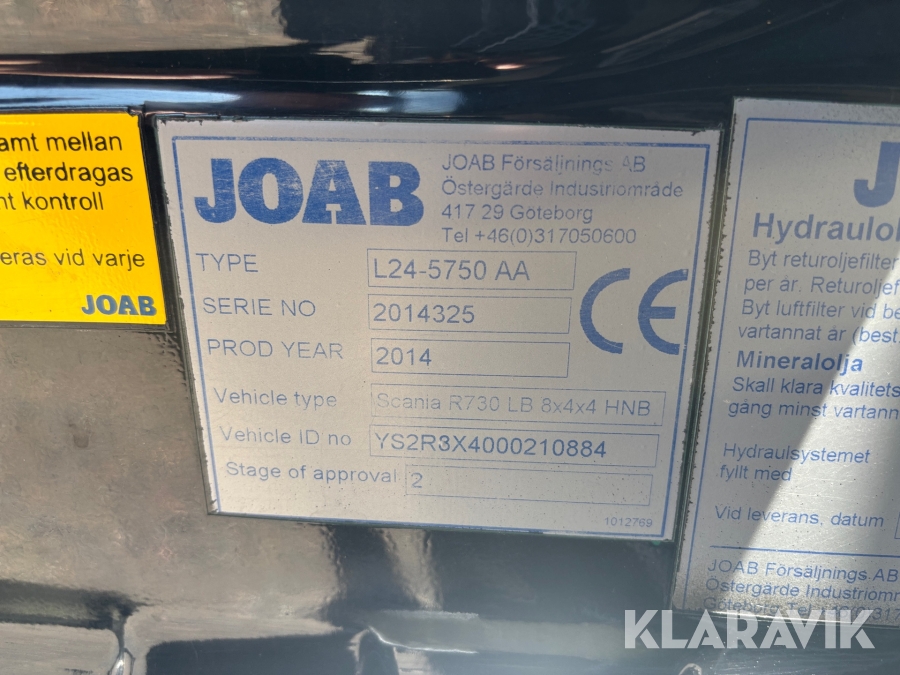 amt mellan
efterdragas
nt kontroll
eras vid varje
JOAB
JOAB
JOAB Försäljnings AB
Östergärde Industriområde
417 29 Göteborg
Tel +46(0)317050600
TYPE L24-5750 AA
SERIE NO 2014325
PROD YEAR 2014
CE
Vehicle type Scania R730 LB 8x4x4 HNB
Vehicle ID no YS2R3X4000210884
Stage of approval 2
1012769
J
Hydraulol
Byt returoljefilter
per år. Returoljef
Byt luftfilter vid be
vartannat år (best.
Mineralolja
Skall klara kvalitets
gång minst vartann
Hydraulsystemet
fyllt med
Vid leverans, datum
JOAB Försäljnings AB
Östergärde Industriom
Göteborg Tel
KLARAVIK